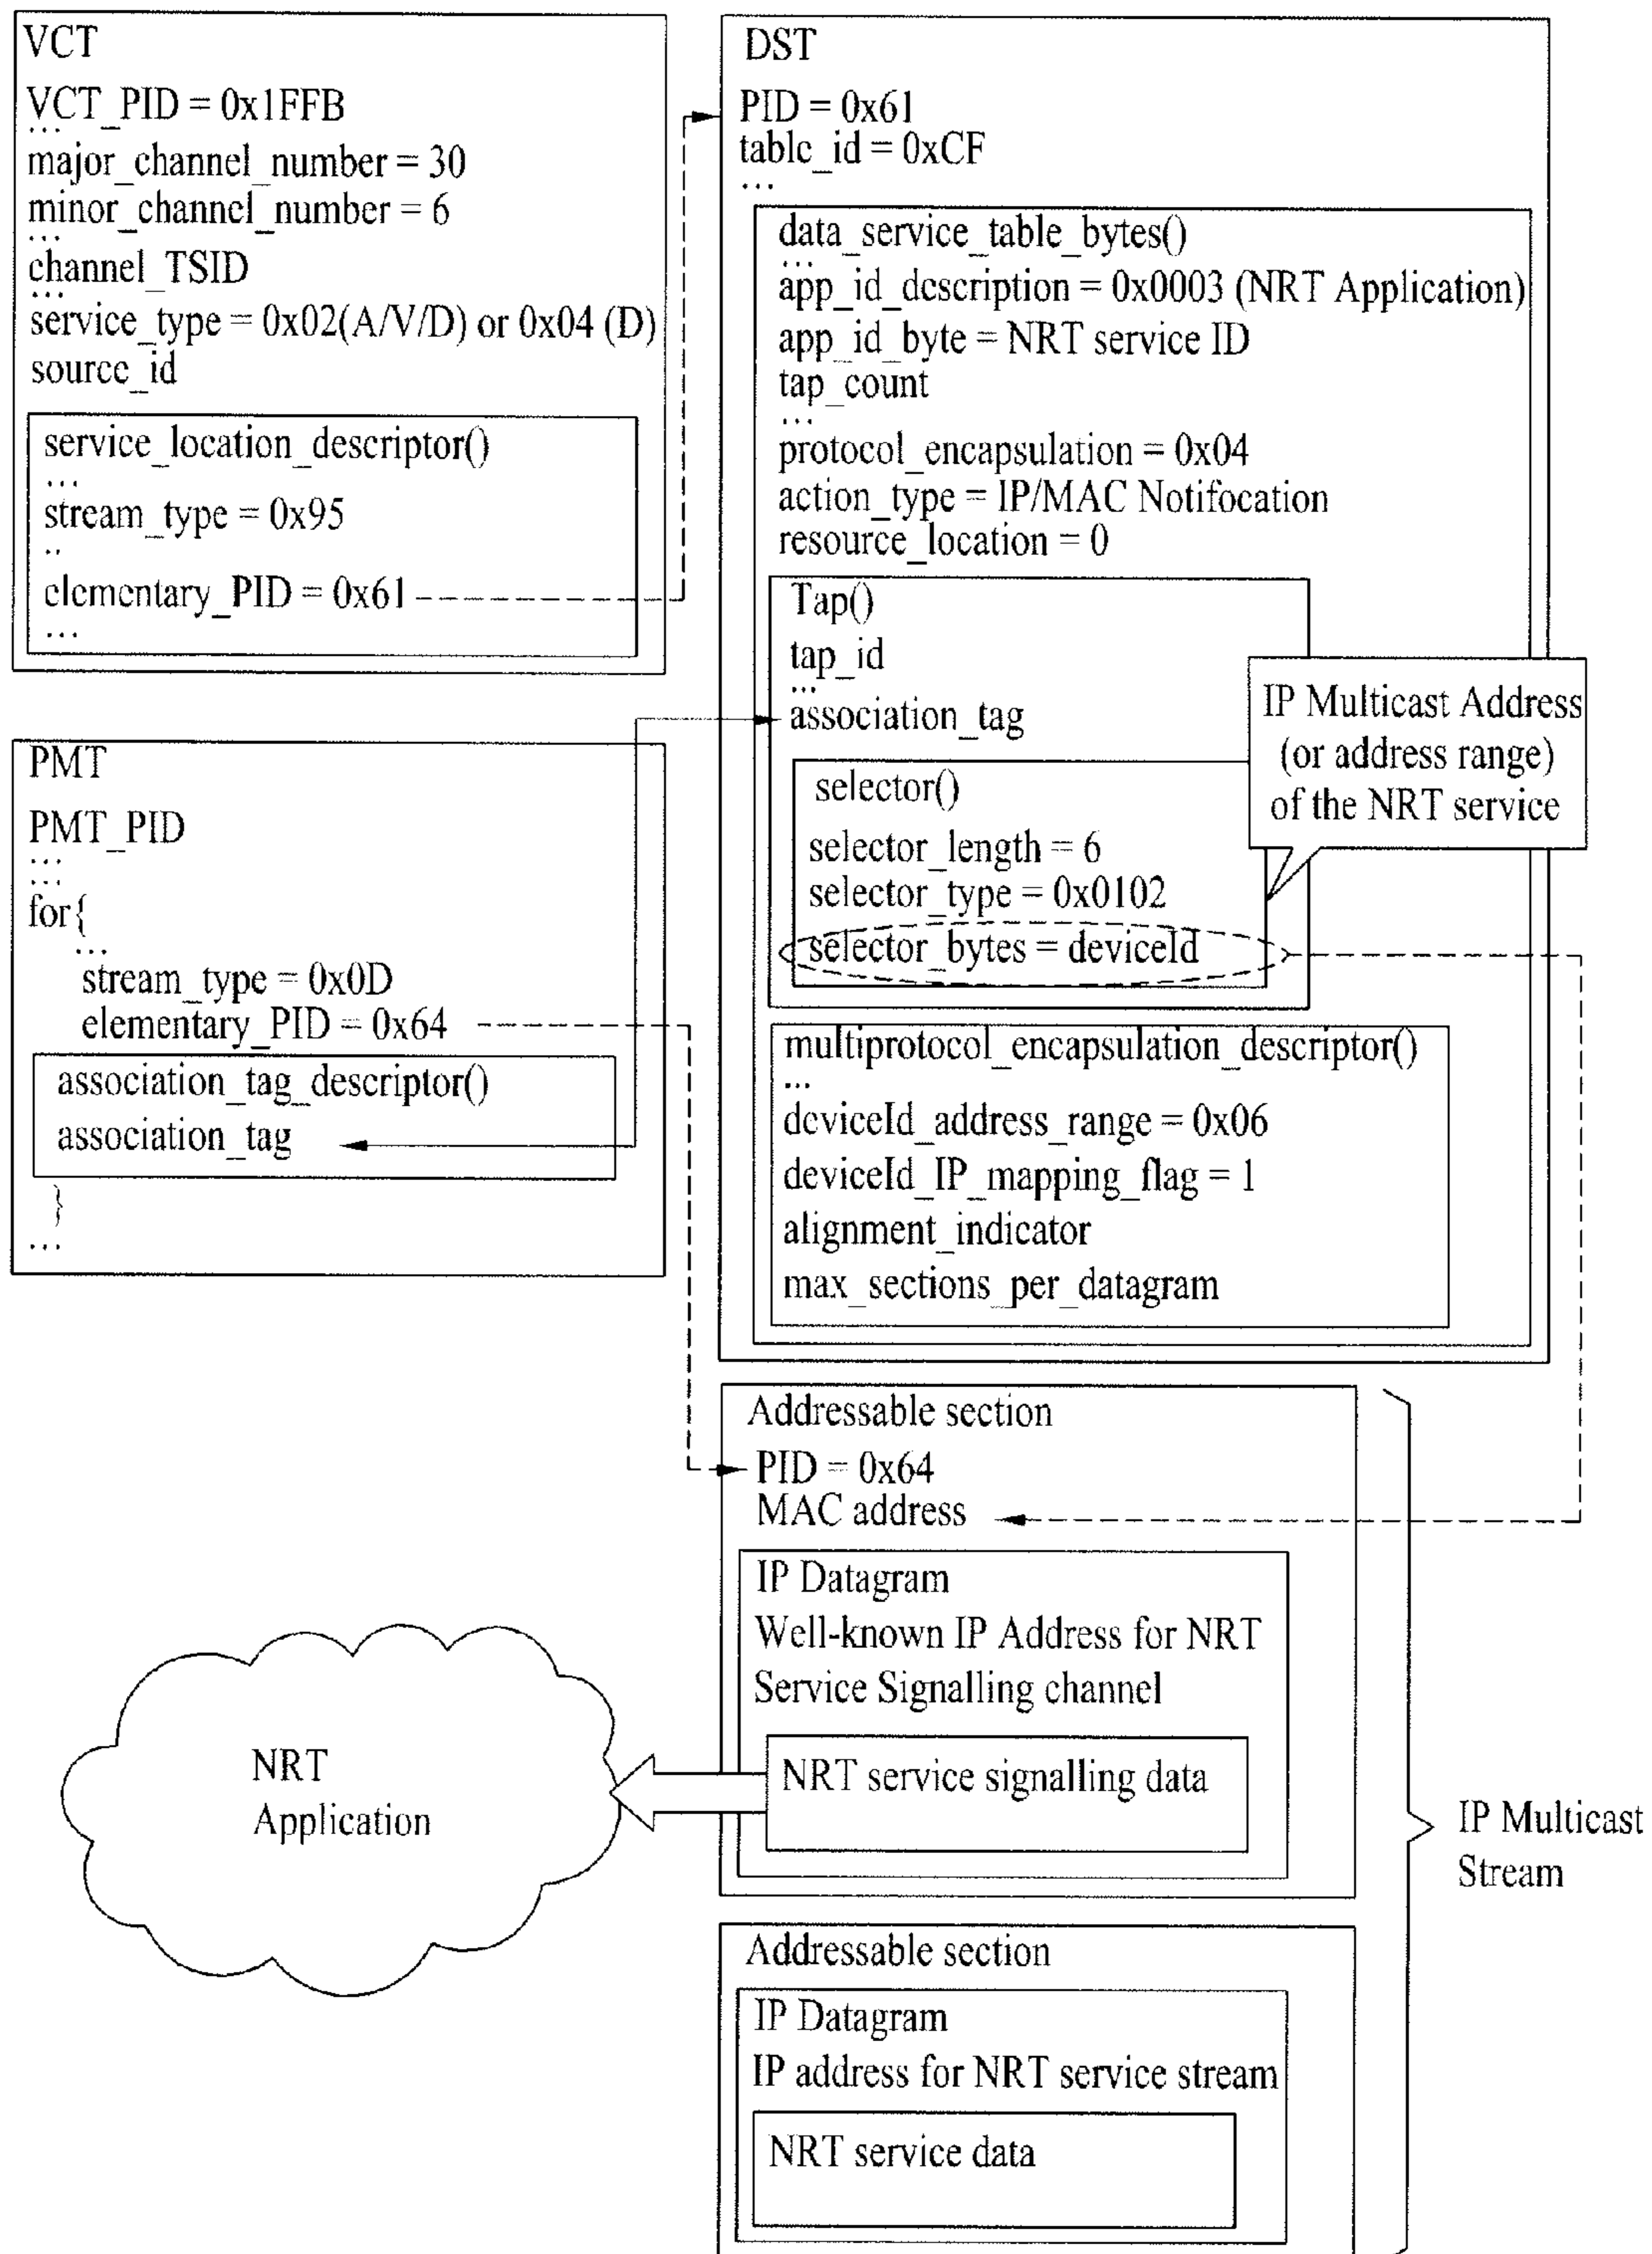 VCT
VCT_PID = 0x1FFB
...
major_channel_number = 30
minor_channel_number = 6
...
channel_TSID
...
service_type = 0x02(A/V/D) or 0x04 (D)
source_id
service_location_descriptor()
...
stream_type = 0x95
..
elementary_PID = 0x61
...
PMT
PMT_PID
...
...
for{
...
stream_type = 0x0D
elementary_PID = 0x64
association_tag_descriptor()
association_tag
}
...
DST
PID = 0x61
table_id = 0xCF
...
data_service_table_bytes()
...
app_id_description = 0x0003 (NRT Application)
app_id_byte = NRT service ID
tap_count
...
protocol_encapsulation = 0x04
action_type = IP/MAC Notifocation
resource_location = 0
Tap()
tap_id
...
association_tag
selector()
selector_length = 6
selector_type = 0x0102
selector_bytes = deviceId
IP Multicast Address
(or address range)
of the NRT service
multiprotocol_encapsulation_descriptor()
...
deviceId_address_range = 0x06
deviceId_IP_mapping_flag = 1
alignment_indicator
max_sections_per_datagram
Addressable section
PID = 0x64
MAC address
IP Datagram
Well-known IP Address for NRT
Service Signalling channel
NRT service signalling data
NRT
Application
IP Multicast
Stream
Addressable section
IP Datagram
IP address for NRT service stream
NRT service data